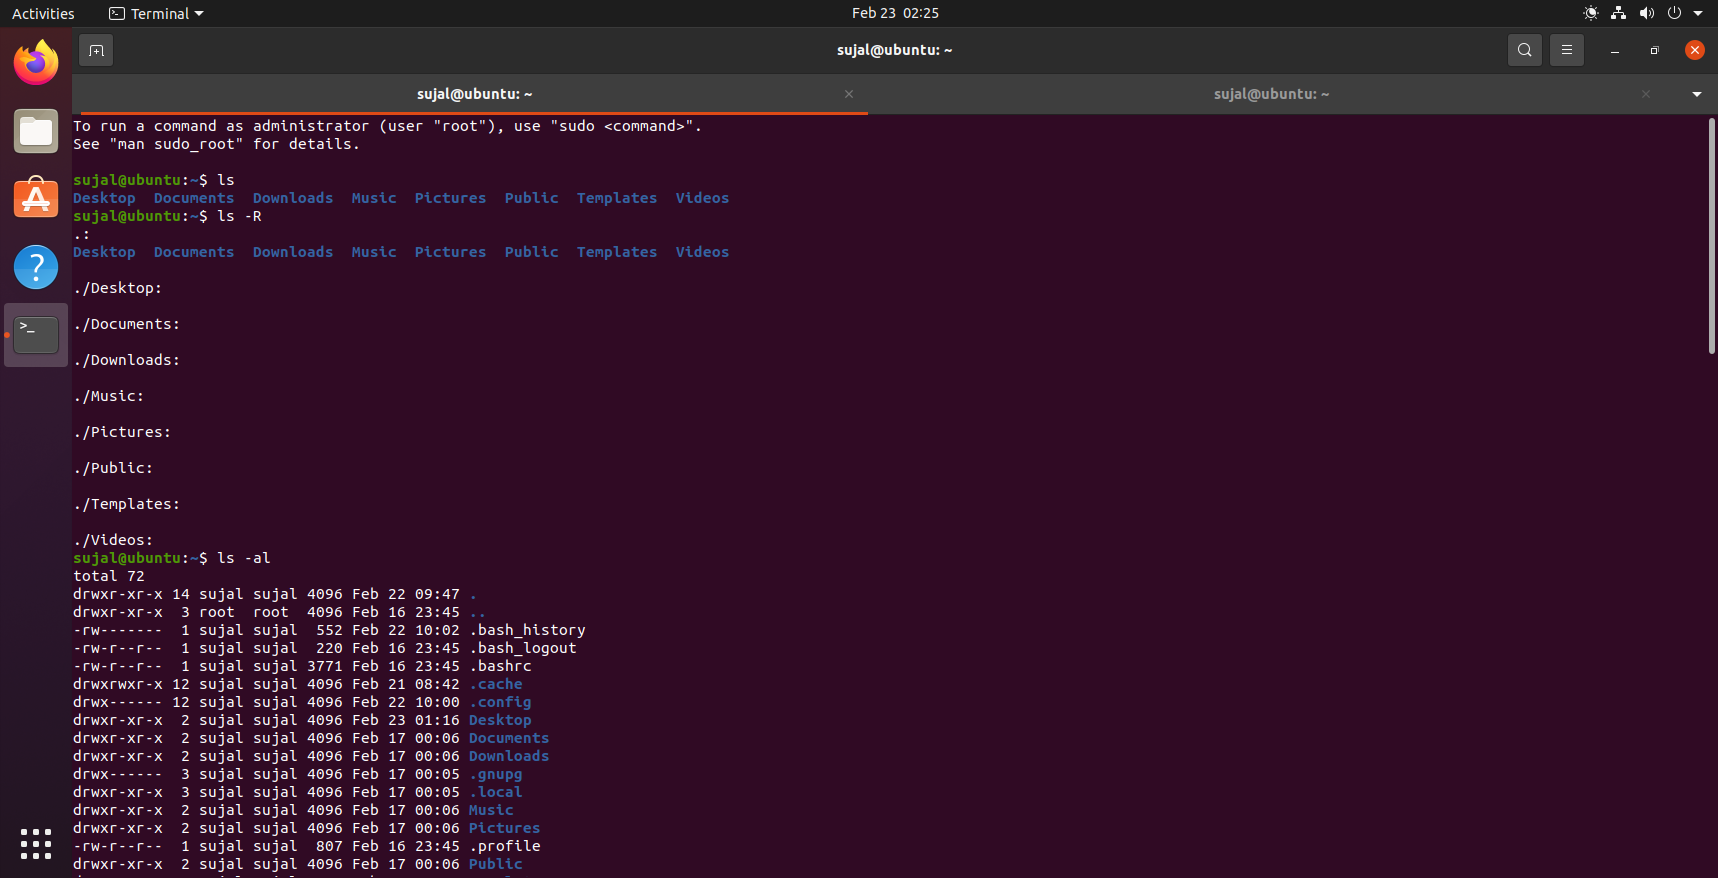 Activities Terminal Feb 23 02:25
sujal@ubuntu: ~
sujal@ubuntu: ~ sujal@ubuntu: ~
To run a command as administrator (user "root"), use "sudo <command>".
See "man sudo_root" for details.
sujal@ubuntu:~$ ls
Desktop Documents Downloads Music Pictures Public Templates Videos
sujal@ubuntu:~$ ls -R
.:
Desktop Documents Downloads Music Pictures Public Templates Videos
./Desktop:
./Documents:
./Downloads:
./Music:
./Pictures:
./Public:
./Templates:
./Videos:
sujal@ubuntu:~$ ls -al
total 72
drwxr-xr-x 14 sujal sujal 4096 Feb 22 09:47 .
drwxr-xr-x 3 root root 4096 Feb 16 23:45 ..
-rw------- 1 sujal sujal 552 Feb 22 10:02 .bash_history
-rw-r--r-- 1 sujal sujal 220 Feb 16 23:45 .bash_logout
-rw-r--r-- 1 sujal sujal 3771 Feb 16 23:45 .bashrc
drwxrwxr-x 12 sujal sujal 4096 Feb 21 08:42 .cache
drwx------ 12 sujal sujal 4096 Feb 22 10:00 .config
drwxr-xr-x 2 sujal sujal 4096 Feb 23 01:16 Desktop
drwxr-xr-x 2 sujal sujal 4096 Feb 17 00:06 Documents
drwxr-xr-x 2 sujal sujal 4096 Feb 17 00:06 Downloads
drwx------ 3 sujal sujal 4096 Feb 17 00:05 .gnupg
drwxr-xr-x 3 sujal sujal 4096 Feb 17 00:05 .local
drwxr-xr-x 2 sujal sujal 4096 Feb 17 00:06 Music
drwxr-xr-x 2 sujal sujal 4096 Feb 17 00:06 Pictures
-rw-r--r-- 1 sujal sujal 807 Feb 16 23:45 .profile
drwxr-xr-x 2 sujal sujal 4096 Feb 17 00:06 Public